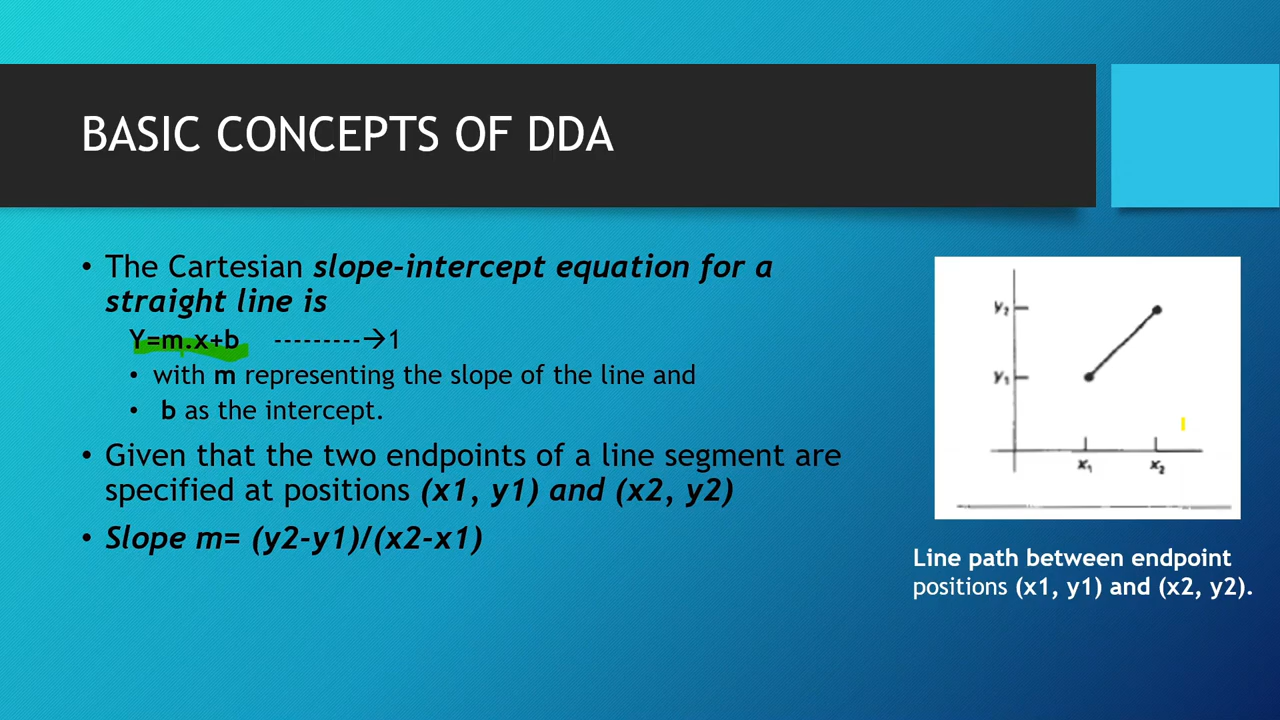 BASIC CONCEPTS OF DDA
• The Cartesian slope-intercept equation for a
straight line is
Y=m.x+b ---------→1
• with m representing the slope of the line and
• b as the intercept.
• Given that the two endpoints of a line segment are
specified at positions (x1, y1) and (x2, y2)
• Slope m= (y2-y1)/(x2-x1)
y₂
y₁
x₁ x₂
Line path between endpoint
positions (x1, y1) and (x2, y2).